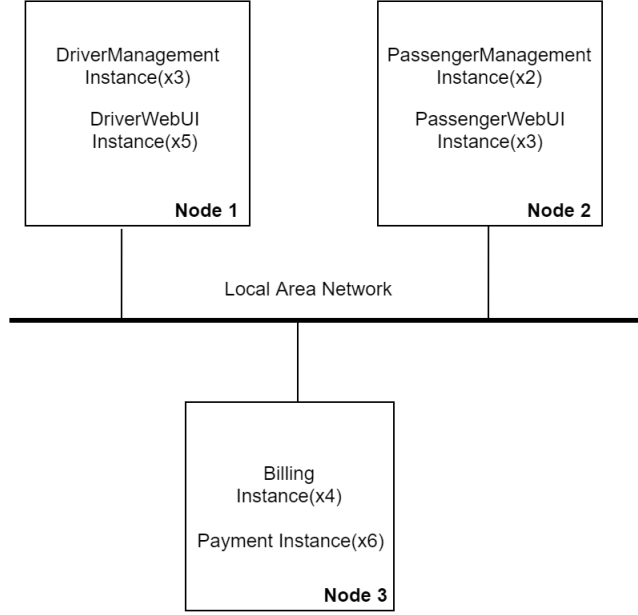 DriverManagement
Instance(x3)
DriverWebUI
Instance(x5)
Node 1
PassengerManagement
Instance(x2)
PassengerWebUI
Instance(x3)
Node 2
Local Area Network
Billing
Instance(x4)
Payment Instance(x6)
Node 3